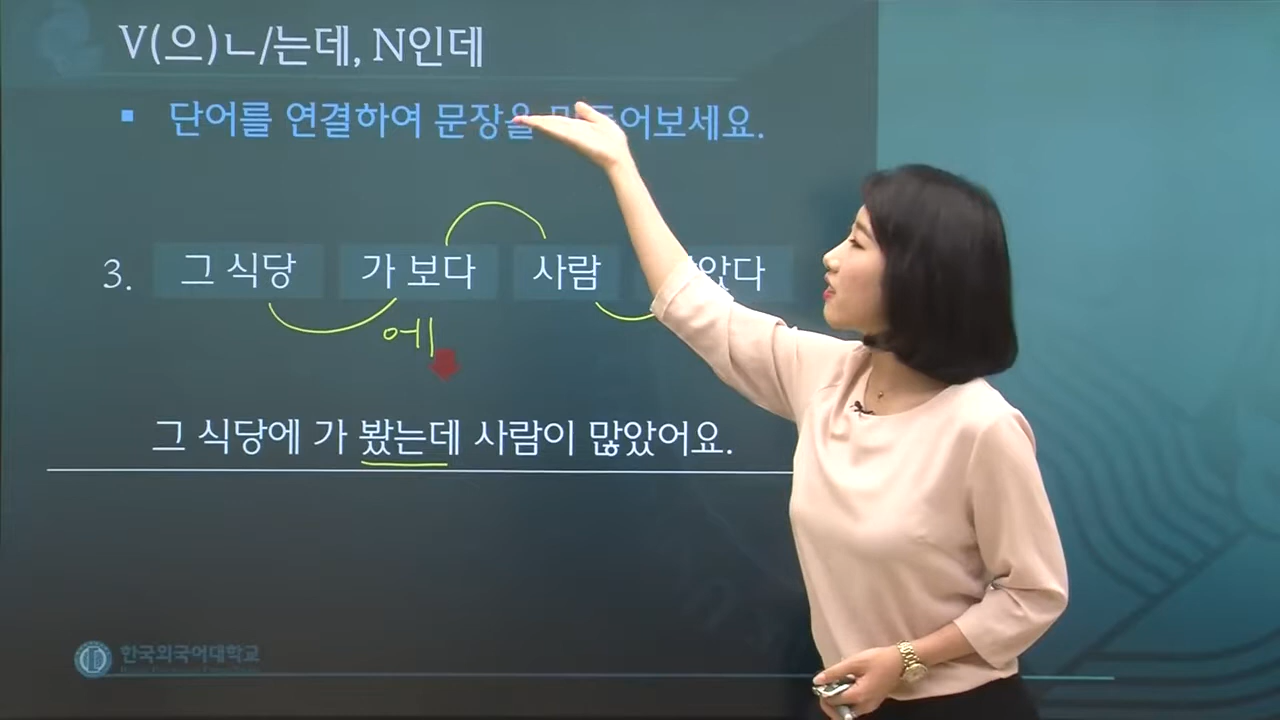 V(으)ㄴ/는데, N인데
▪ 단어를 연결하여 문장을 만들어보세요.
3. 그 식당 가 보다 사람
에
그 식당에 가 봤는데 사람이 많았어요.
한국외국어대학교